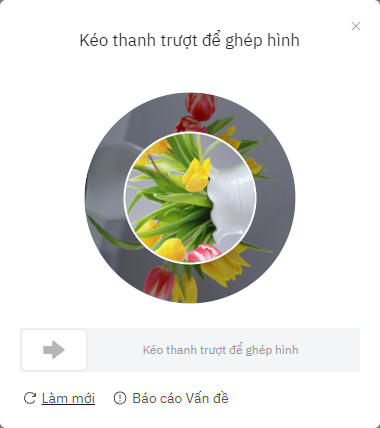 Kéo thanh trượt để ghép hình
Kéo thanh trượt để ghép hình
Làm mới
Báo cáo Vấn đề